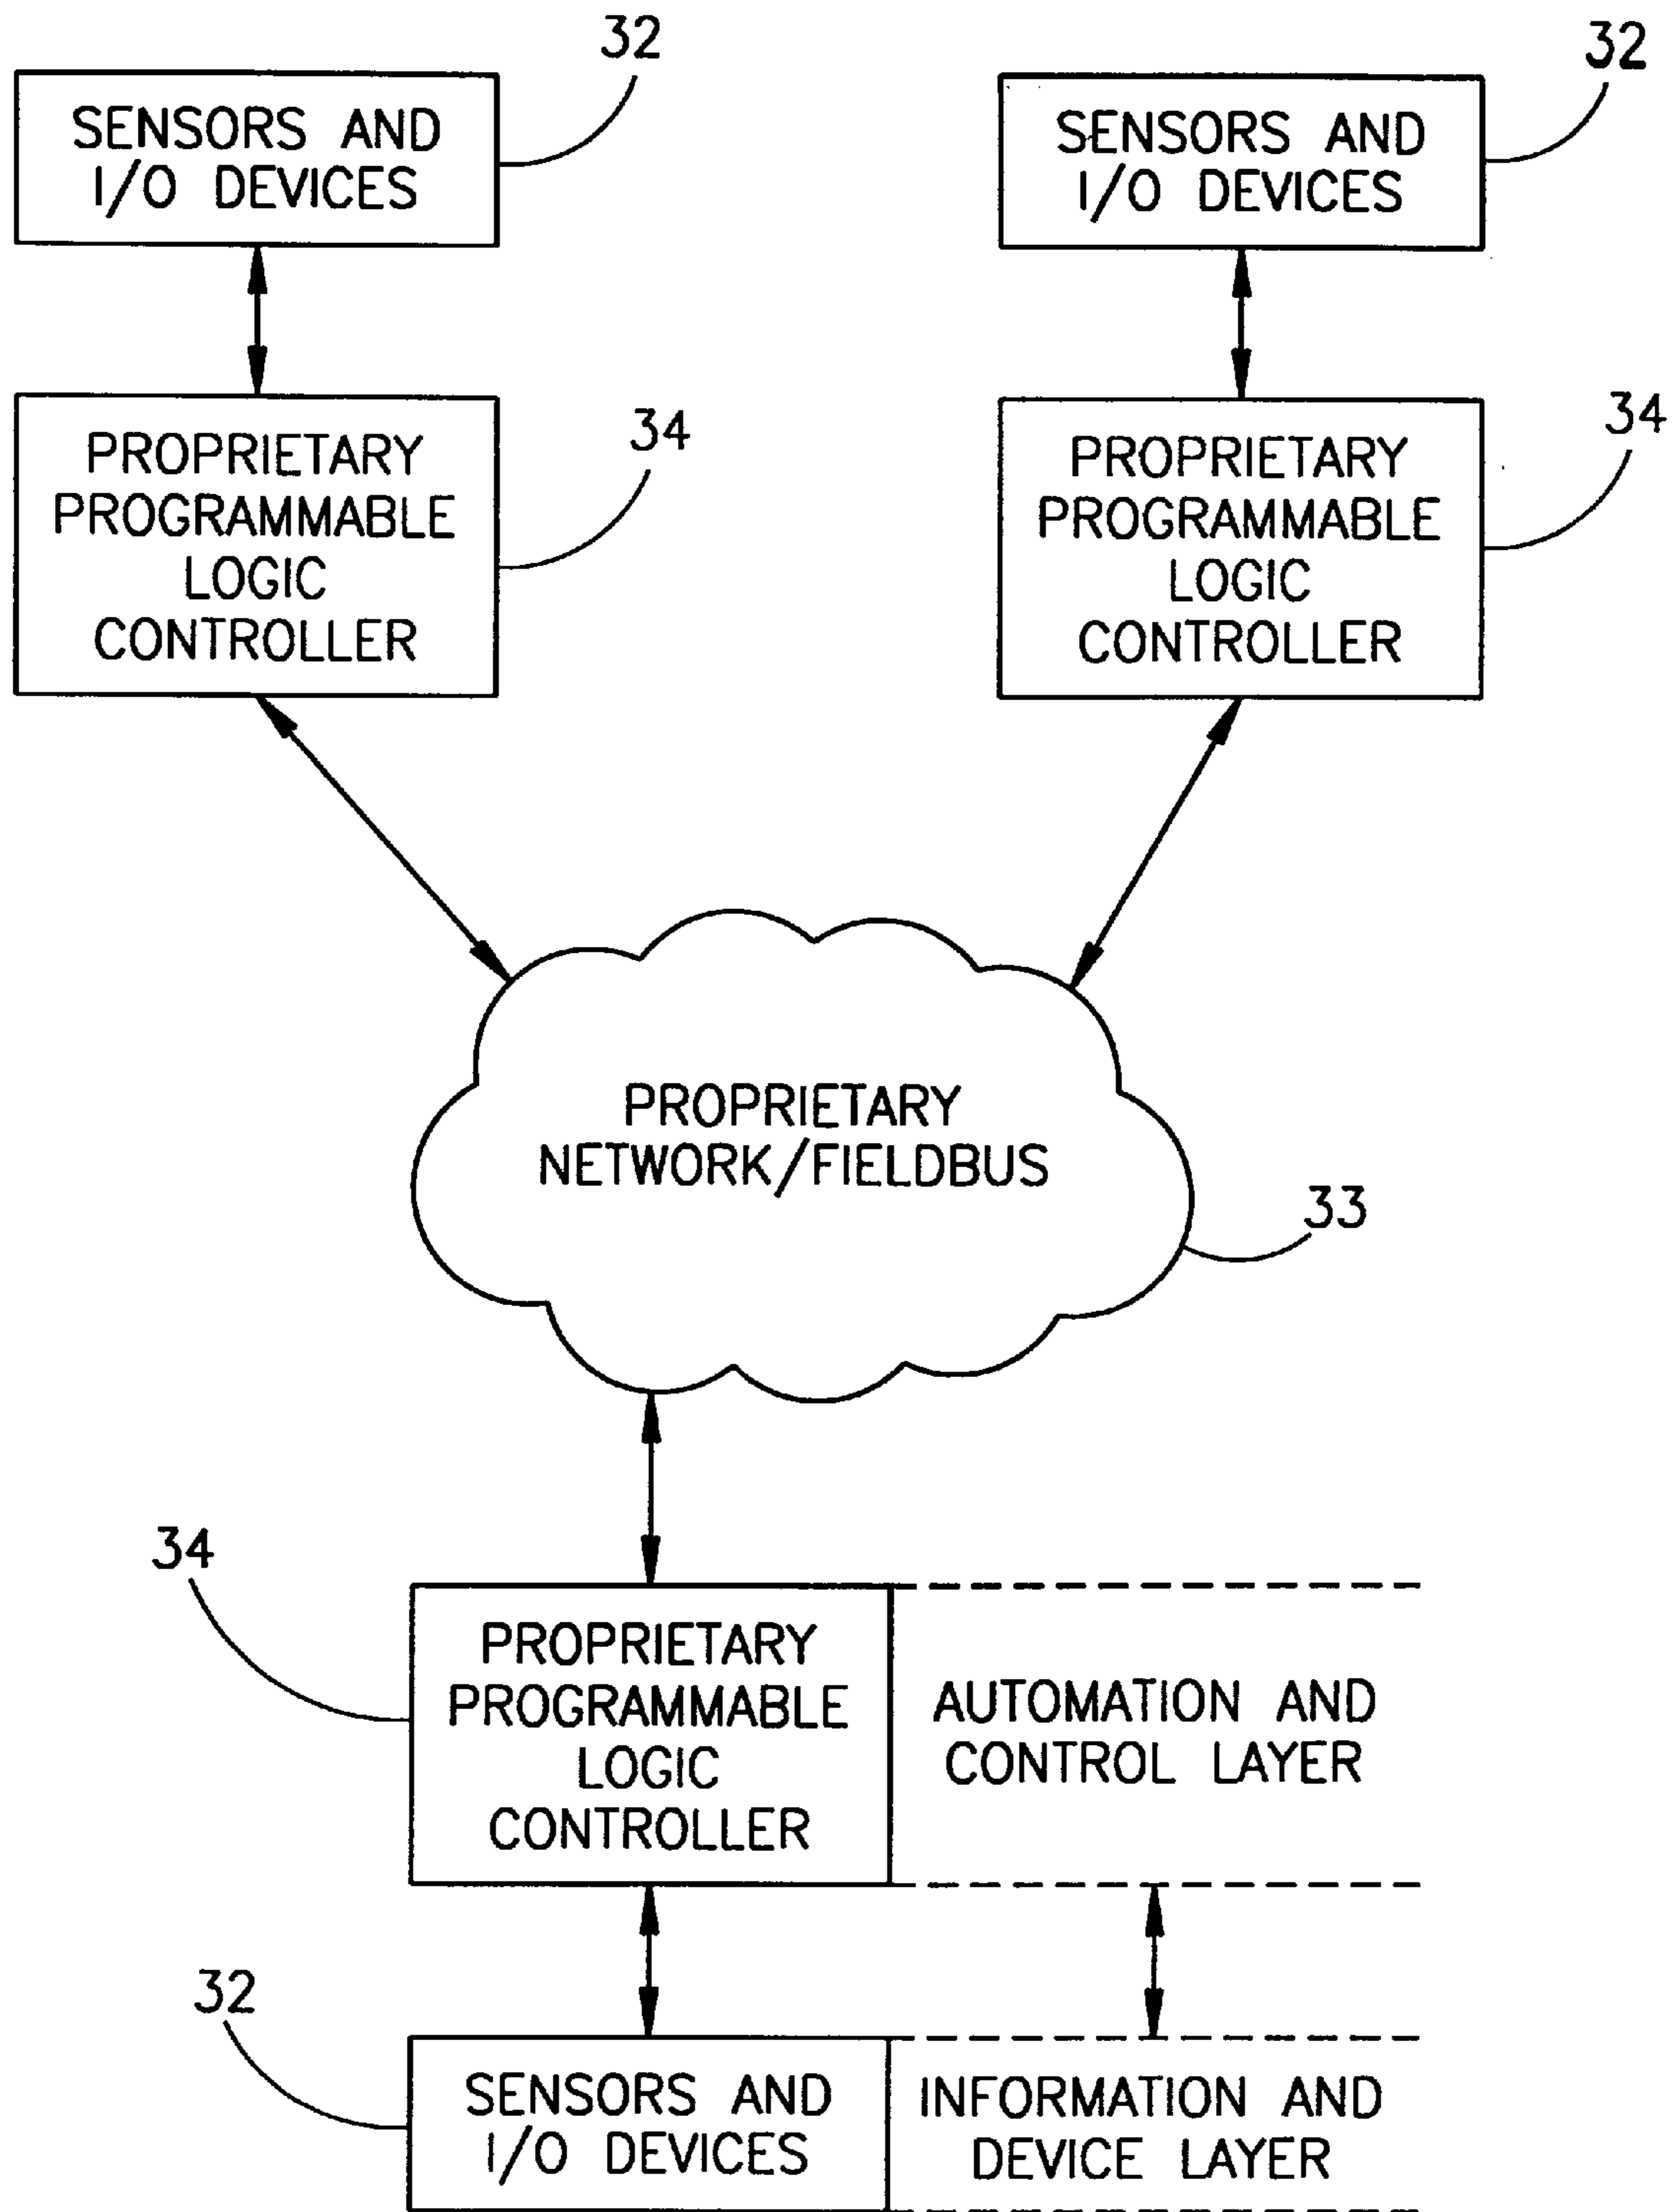 32
32
SENSORS AND
I/O DEVICES
SENSORS AND
I/O DEVICES
34
34
PROPRIETARY
PROGRAMMABLE
LOGIC
CONTROLLER
PROPRIETARY
PROGRAMMABLE
LOGIC
CONTROLLER
PROPRIETARY
NETWORK/FIELDBUS
33
34
PROPRIETARY
PROGRAMMABLE
LOGIC
CONTROLLER
AUTOMATION AND
CONTROL LAYER
32
SENSORS AND
I/O DEVICES
INFORMATION AND
DEVICE LAYER